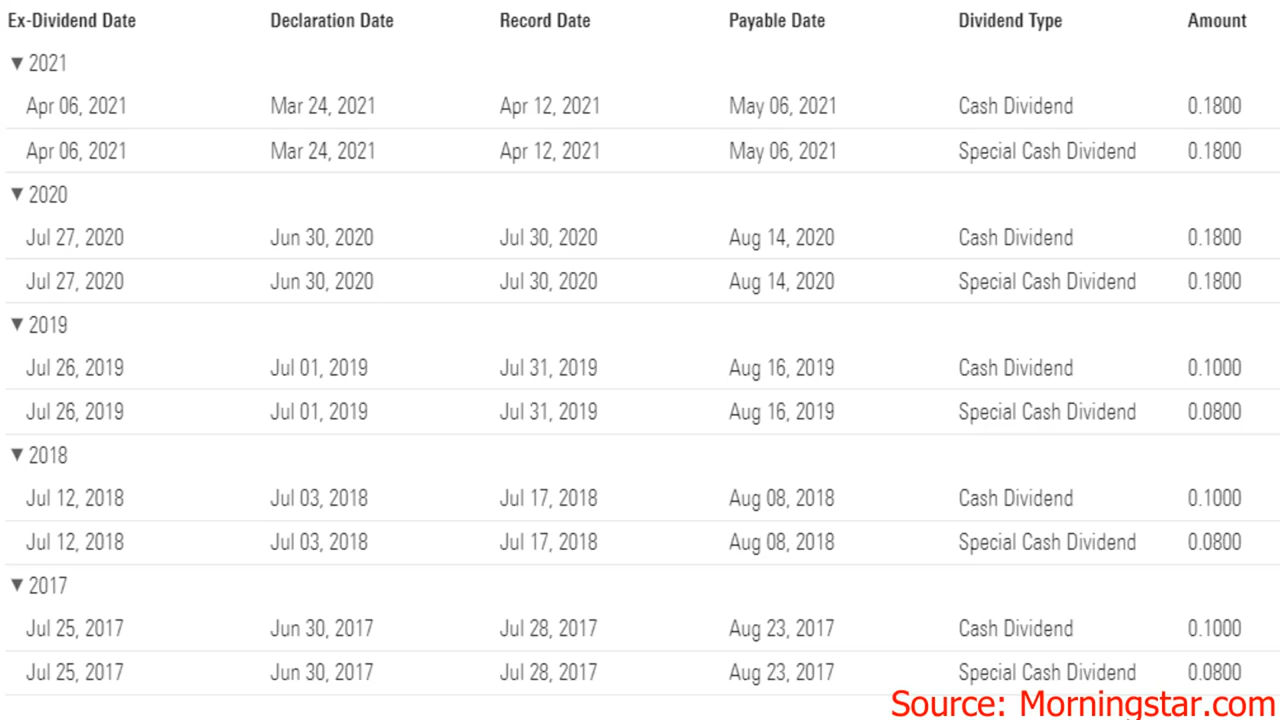 Ex-Dividend Date Declaration Date Record Date Payable Date Dividend Type Amount
▼ 2021
Apr 06, 2021 Mar 24, 2021 Apr 12, 2021 May 06, 2021 Cash Dividend 0.1800
Apr 06, 2021 Mar 24, 2021 Apr 12, 2021 May 06, 2021 Special Cash Dividend 0.1800
▼ 2020
Jul 27, 2020 Jun 30, 2020 Jul 30, 2020 Aug 14, 2020 Cash Dividend 0.1800
Jul 27, 2020 Jun 30, 2020 Jul 30, 2020 Aug 14, 2020 Special Cash Dividend 0.1800
▼ 2019
Jul 26, 2019 Jul 01, 2019 Jul 31, 2019 Aug 16, 2019 Cash Dividend 0.1000
Jul 26, 2019 Jul 01, 2019 Jul 31, 2019 Aug 16, 2019 Special Cash Dividend 0.0800
▼ 2018
Jul 12, 2018 Jul 03, 2018 Jul 17, 2018 Aug 08, 2018 Cash Dividend 0.1000
Jul 12, 2018 Jul 03, 2018 Jul 17, 2018 Aug 08, 2018 Special Cash Dividend 0.0800
▼ 2017
Jul 25, 2017 Jun 30, 2017 Jul 28, 2017 Aug 23, 2017 Cash Dividend 0.1000
Jul 25, 2017 Jun 30, 2017 Jul 28, 2017 Aug 23, 2017 Special Cash Dividend 0.0800
Source: Morningstar.com